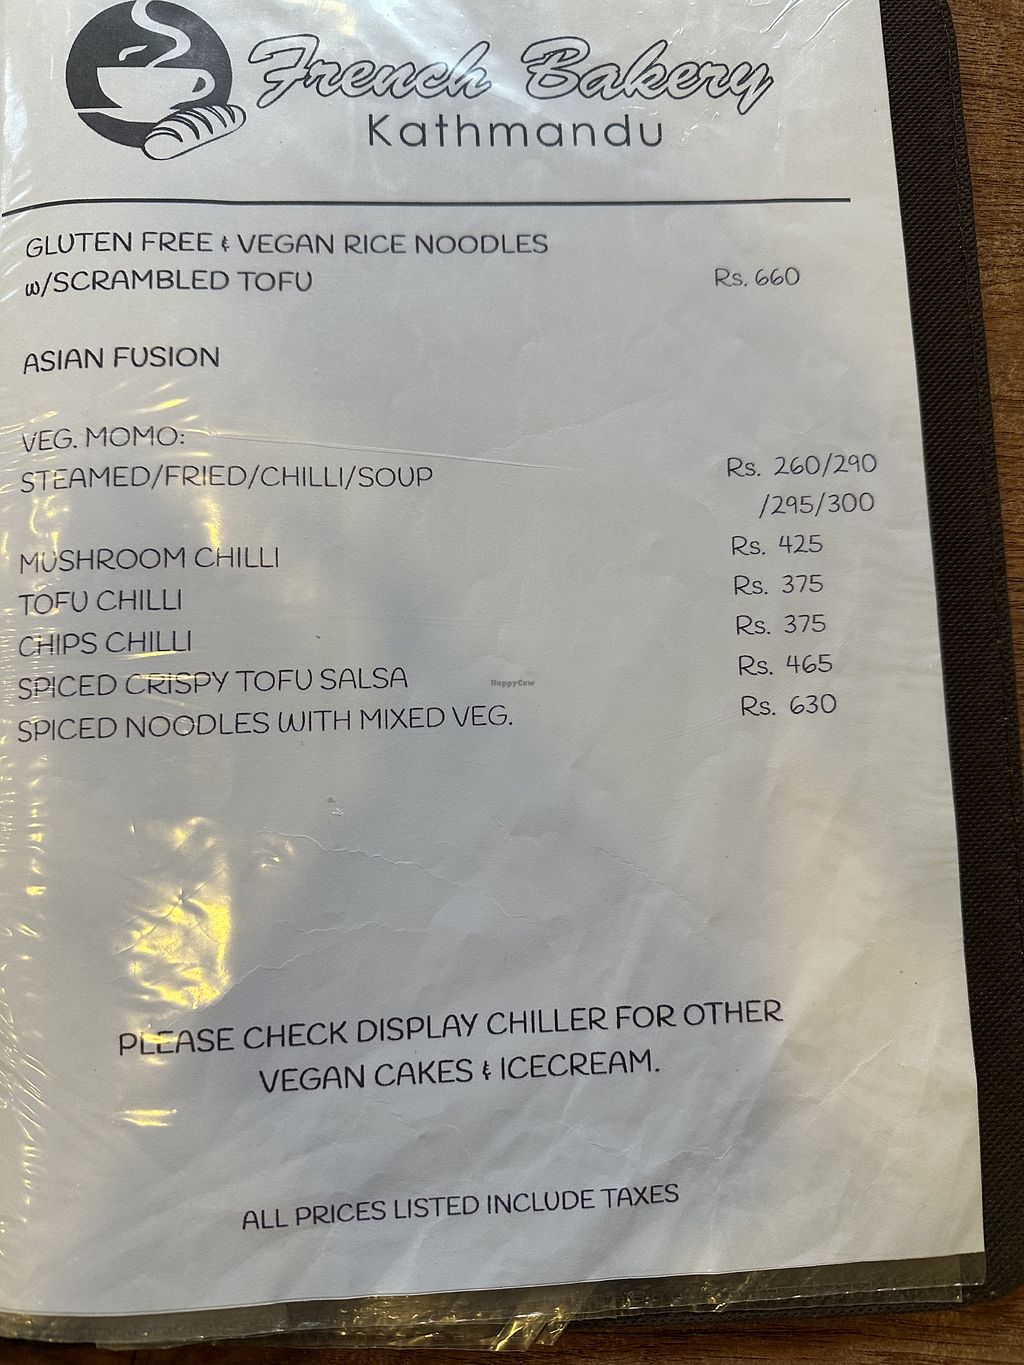 French Bakery
Kathmandu
GLUTEN FREE & VEGAN RICE NOODLES
w/SCRAMBLED TOFU Rs. 660
ASIAN FUSION
VEG. MOMO:
STEAMED/FRIED/CHILLI/SOUP Rs. 260/290
/295/300
MUSHROOM CHILLI Rs. 425
TOFU CHILLI Rs. 375
CHIPS CHILLI Rs. 375
SPICED CRISPY TOFU SALSA Rs. 465
HappyCow
SPICED NOODLES WITH MIXED VEG. Rs. 630
PLEASE CHECK DISPLAY CHILLER FOR OTHER
VEGAN CAKES & ICECREAM.
ALL PRICES LISTED INCLUDE TAXES